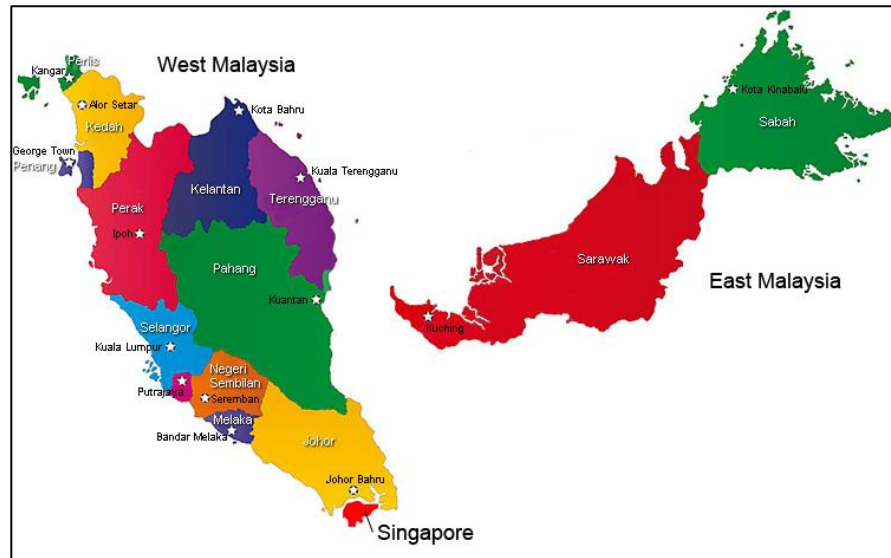 West Malaysia
Perlis
Kangar
Alor Setar
Kedah
Kota Bahru
George Town
Penang
Kuala Terengganu
Kelantan
Terengganu
Perak
Ipoh
Pahang
Kuantan
Selangor
Kuala Lumpur
Negeri
Sembilan
Putrajaya
Seremban
Melaka
Bandar Melaka
Johor
Johor Bahru
Singapore
Kota Kinabalu
Sabah
Sarawak
East Malaysia
Kuching